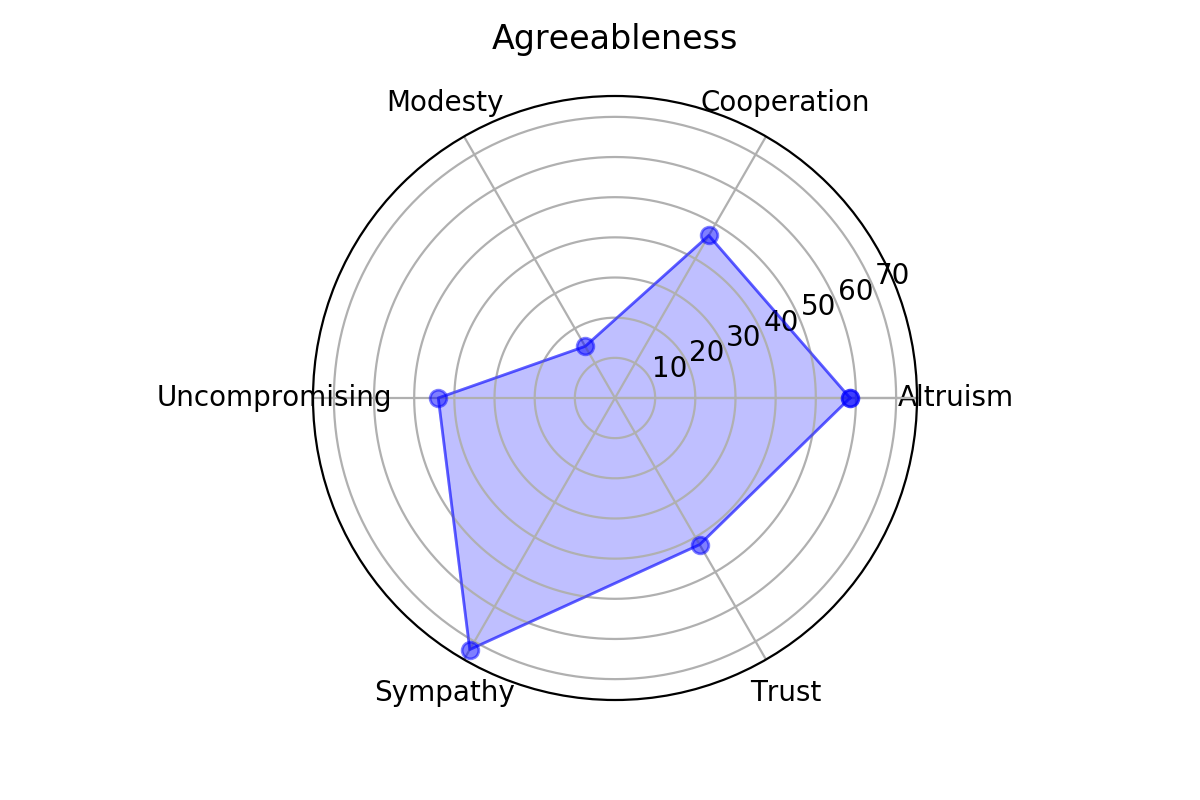 Agreeableness
Modesty
Cooperation
70
60
50
40
30
20
10
Uncompromising
Altruism
Sympathy
Trust